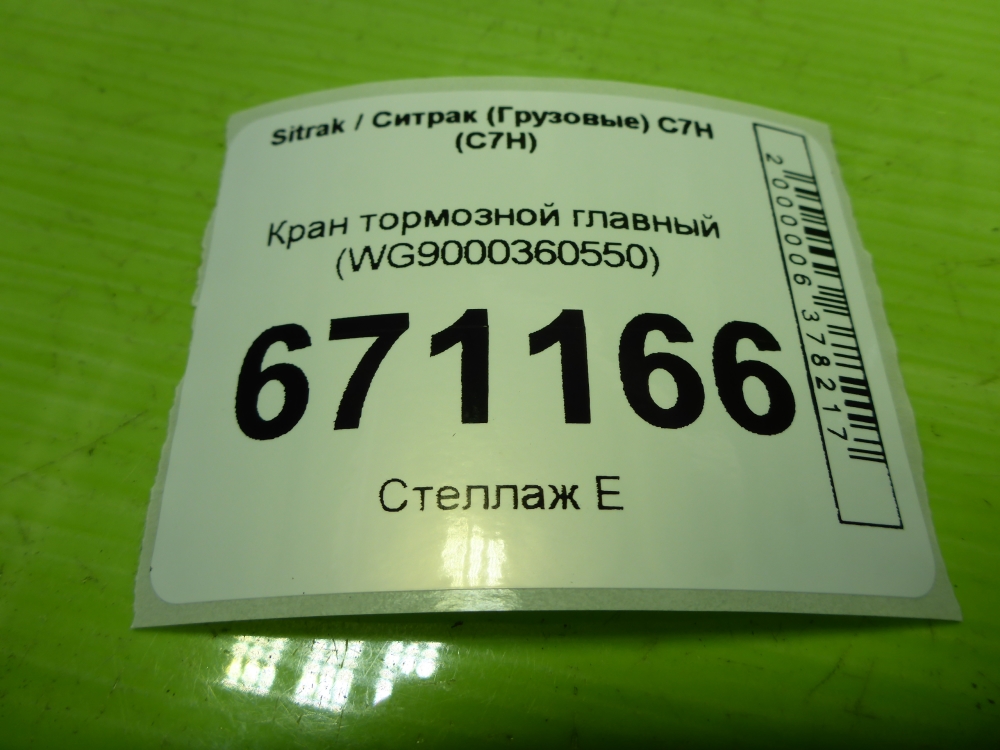 Sitrak / Ситрак (Грузовые) C7H
(C7H)
Кран тормозной главный
(WG9000360550)
671166
Стеллаж E
2000006378217